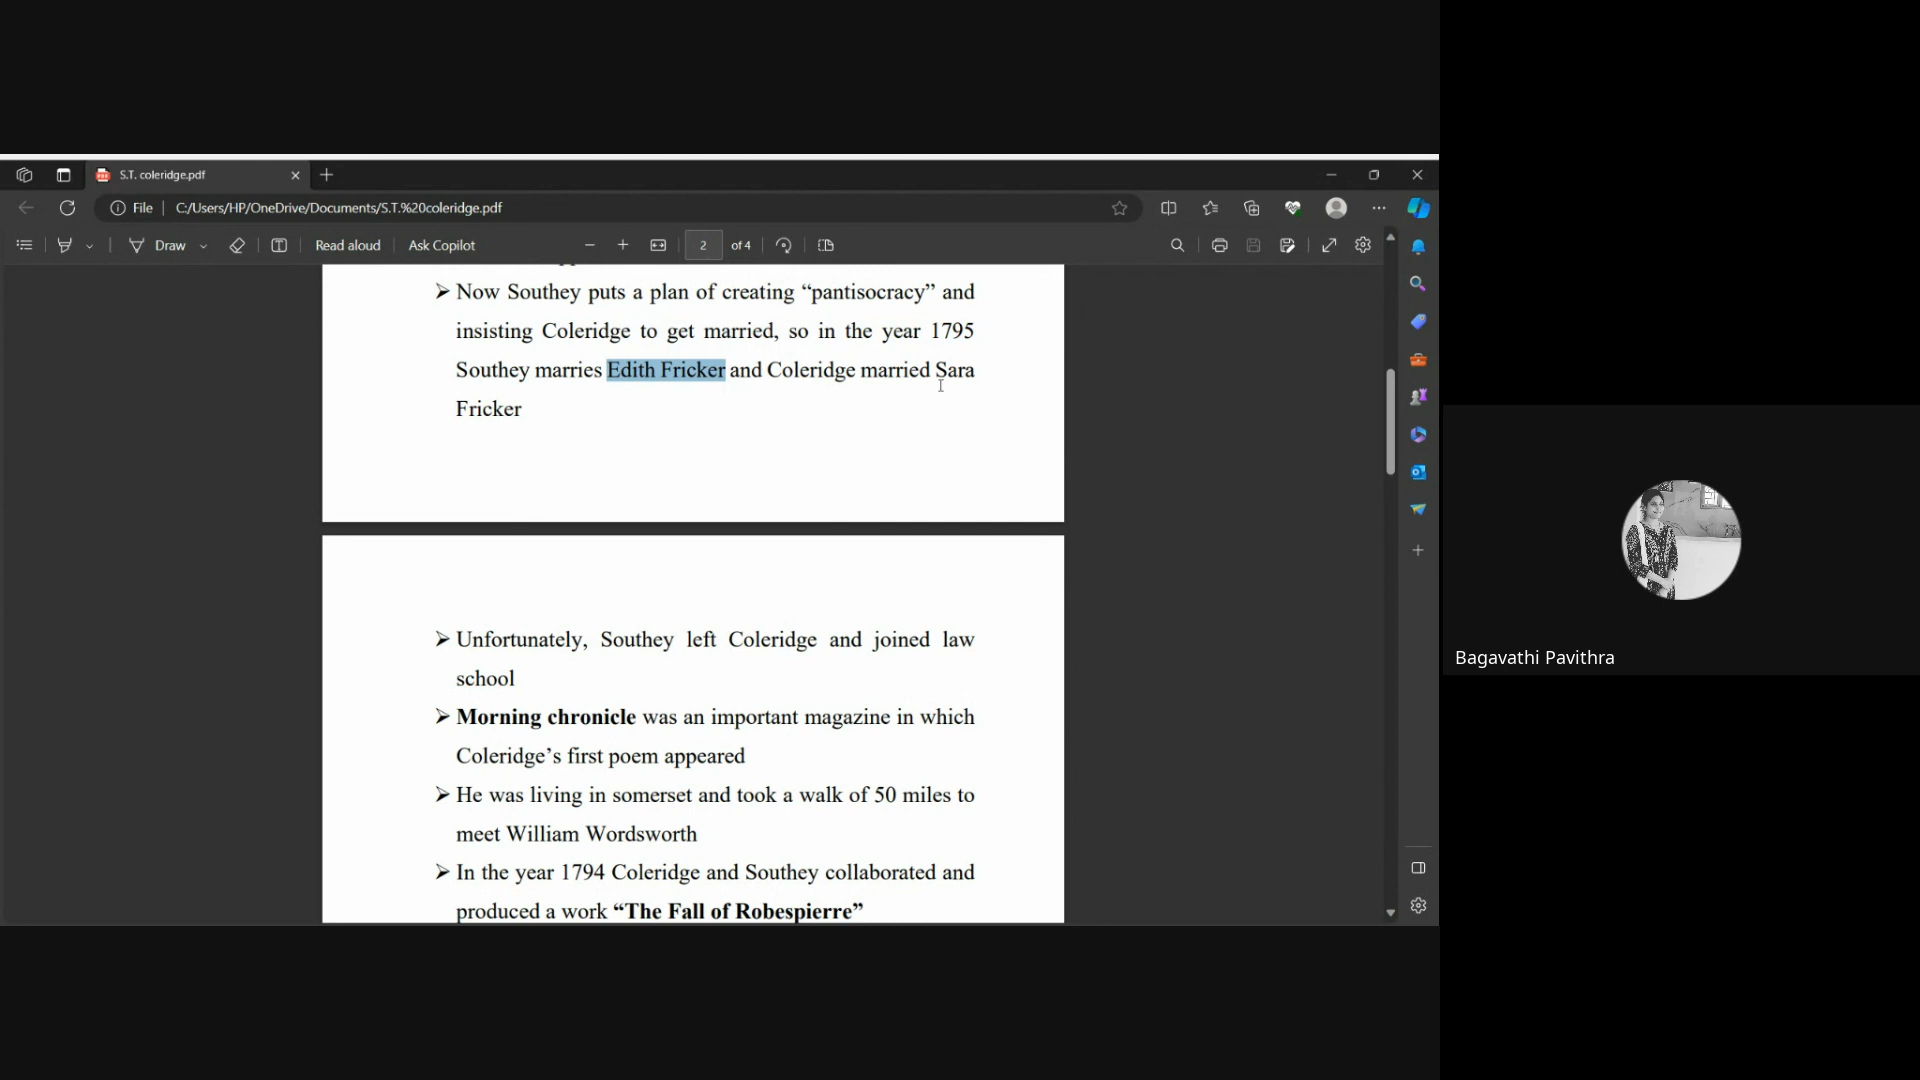 S.T. coleridge.pdf
File
C:/Users/HP/OneDrive/Documents/S.T.%20coleridge.pdf
Draw
Read aloud
Ask Copilot
2
of 4
➢ Now Southey puts a plan of creating “pantisocracy” and
insisting Coleridge to get married, so in the year 1795
Southey marries Edith Fricker and Coleridge married Sara
Fricker
➢ Unfortunately, Southey left Coleridge and joined law
school
➢ Morning chronicle was an important magazine in which
Coleridge’s first poem appeared
➢ He was living in somerset and took a walk of 50 miles to
meet William Wordsworth
➢ In the year 1794 Coleridge and Southey collaborated and
produced a work “The Fall of Robespierre”
Bagavathi Pavithra